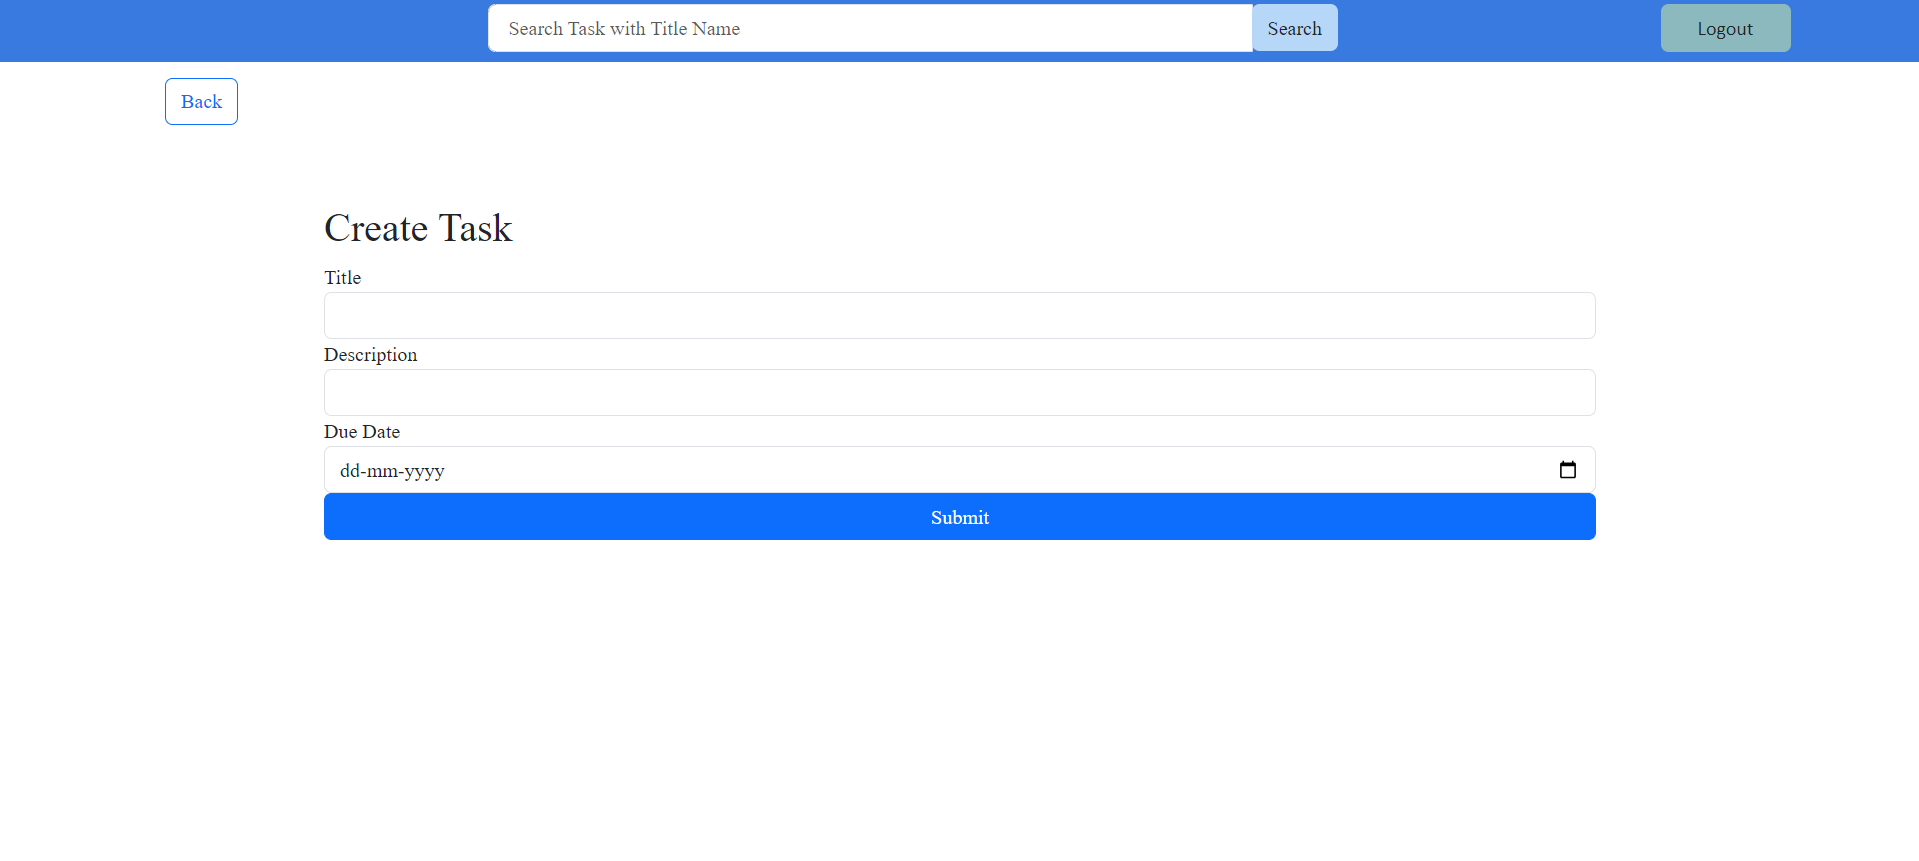 Search Task with Title Name Search Logout
Back
Create Task
Title
Description
Due Date
dd-mm-yyyy
Submit